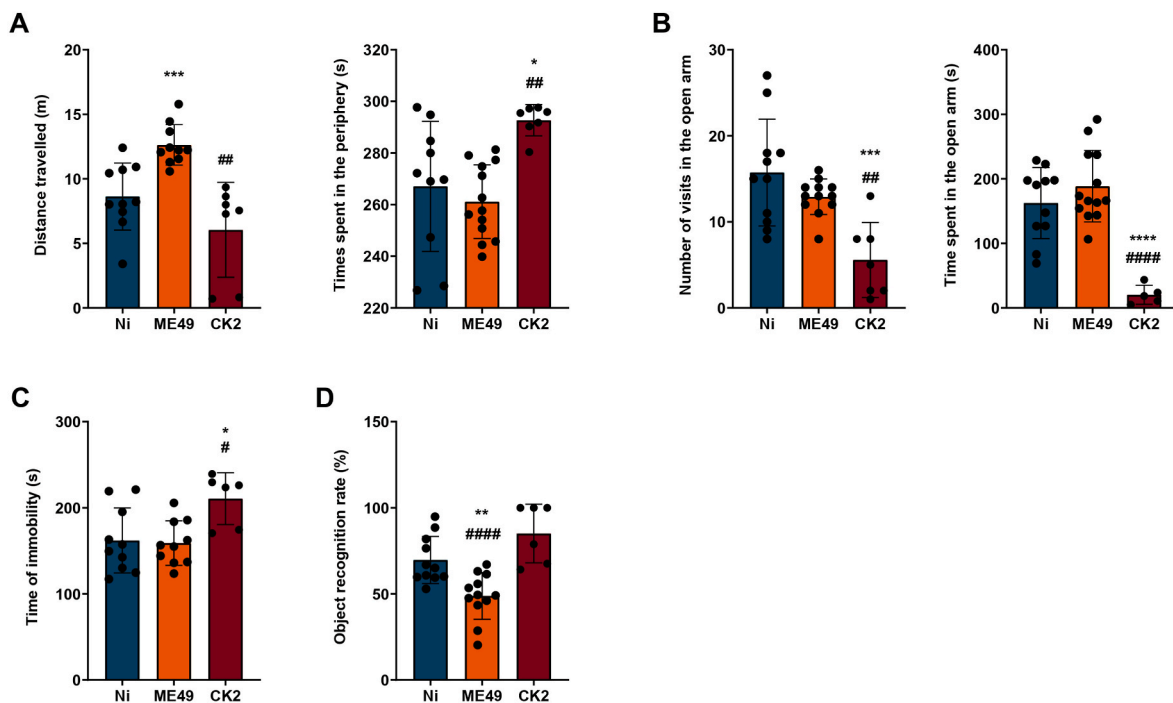 A
Distance travelled (m)
20
15
10
5
0
***
##
Ni ME49 CK2
Times spent in the periphery (s)
320
300
280
260
240
220
*
##
Ni ME49 CK2
B
Number of visits in the open arm
30
20
10
0
***
##
Ni ME49 CK2
Time spent in the open arm (s)
400
300
200
100
0
****
####
Ni ME49 CK2
C
Time of immobility (s)
300
200
100
0
*
#
Ni ME49 CK2
D
Object recognition rate (%)
150
100
50
0
**
####
Ni ME49 CK2